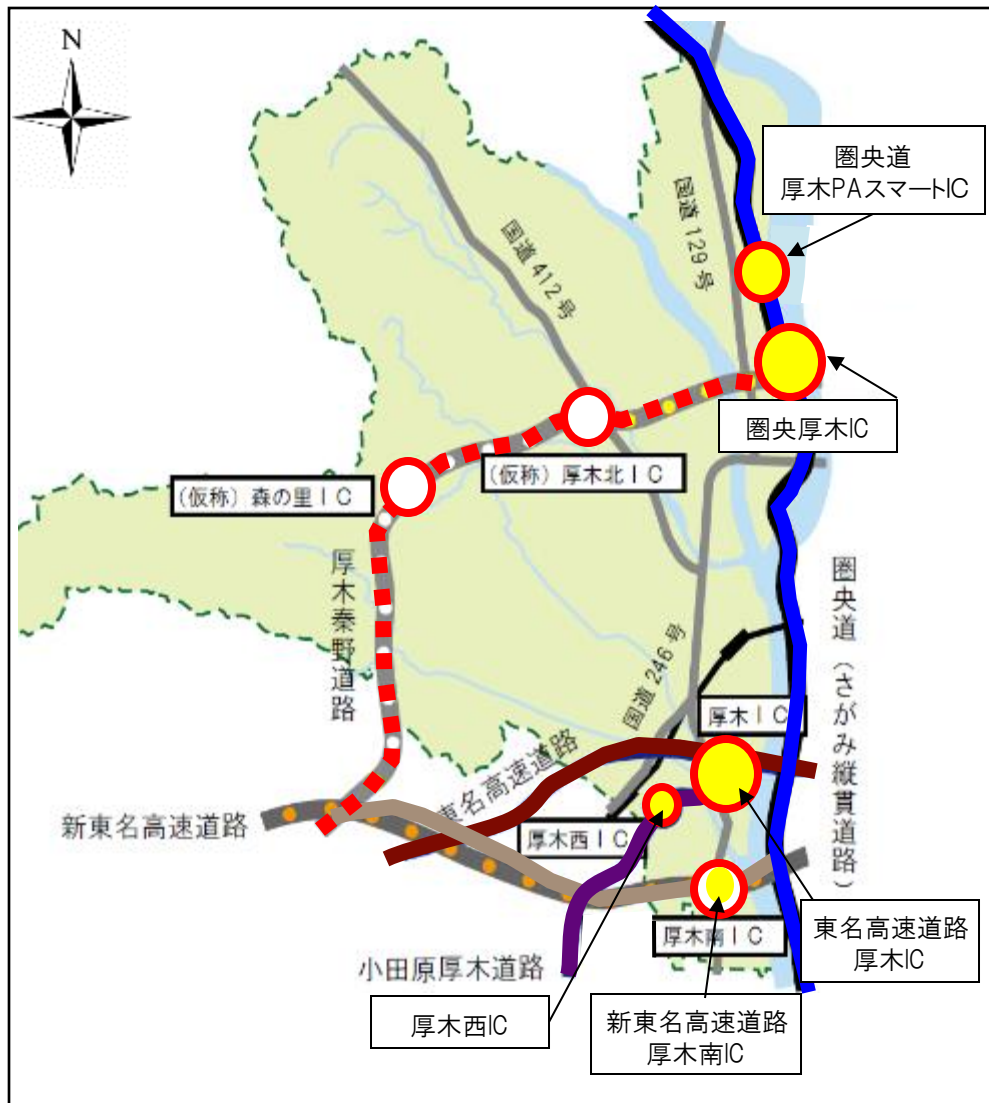 N
圏央道
厚木PAスマートIC
国道129号
国道412号
圏央厚木IC
(仮称)厚木北IC
(仮称)森の里IC
厚木秦野道路
圏央道(さがみ縦貫道路)
国道246号
厚木IC
東名高速道路
新東名高速道路
厚木西IC
厚木南IC
東名高速道路
厚木IC
小田原厚木道路
厚木西IC
新東名高速道路
厚木南IC